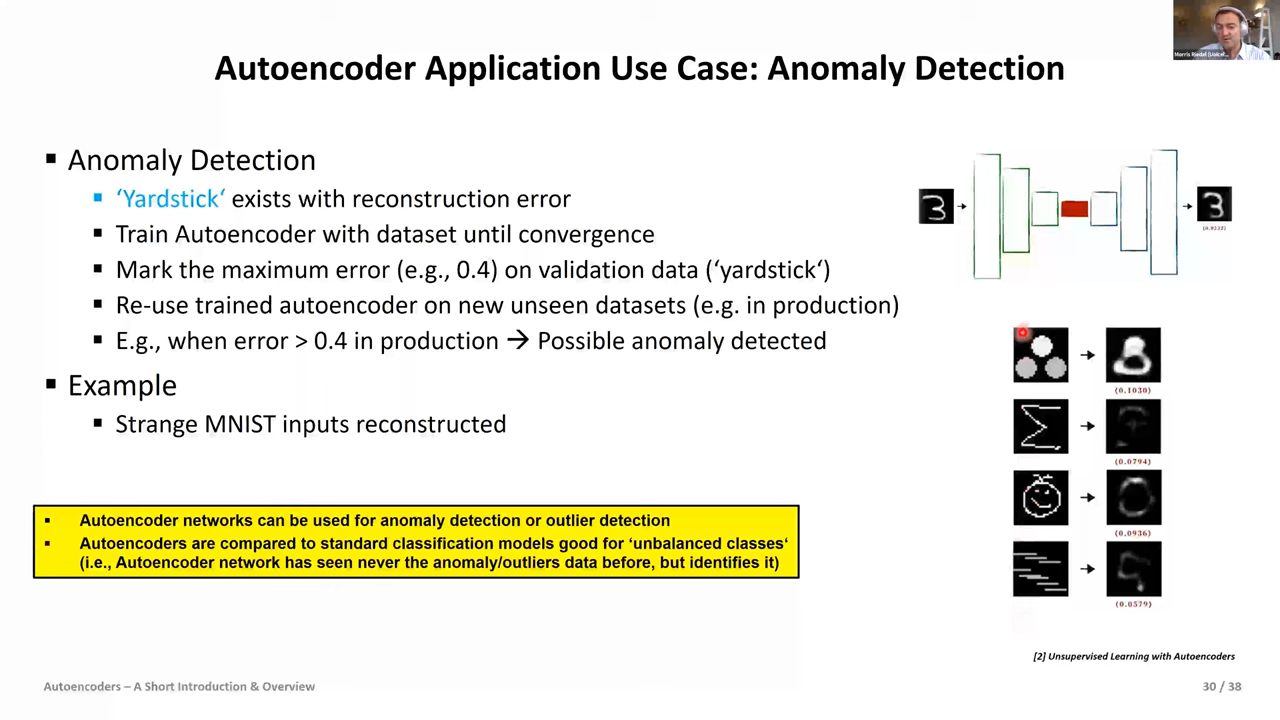 Autoencoder Application Use Case: Anomaly Detection
▪ Anomaly Detection
▪ ‘Yardstick‘ exists with reconstruction error
▪ Train Autoencoder with dataset until convergence
▪ Mark the maximum error (e.g., 0.4) on validation data (‘yardstick‘)
▪ Re-use trained autoencoder on new unseen datasets (e.g. in production)
▪ E.g., when error > 0.4 in production → Possible anomaly detected
▪ Example
▪ Strange MNIST inputs reconstructed
▪ Autoencoder networks can be used for anomaly detection or outlier detection
▪ Autoencoders are compared to standard classification models good for ‘unbalanced classes‘
(i.e., Autoencoder network has seen never the anomaly/outliers data before, but identifies it)
3
3
(0.1030)
(0.0794)
(0.0936)
(0.0579)
[2] Unsupervised Learning with Autoencoders
Autoencoders – A Short Introduction & Overview
30 / 38
Morris Riedel